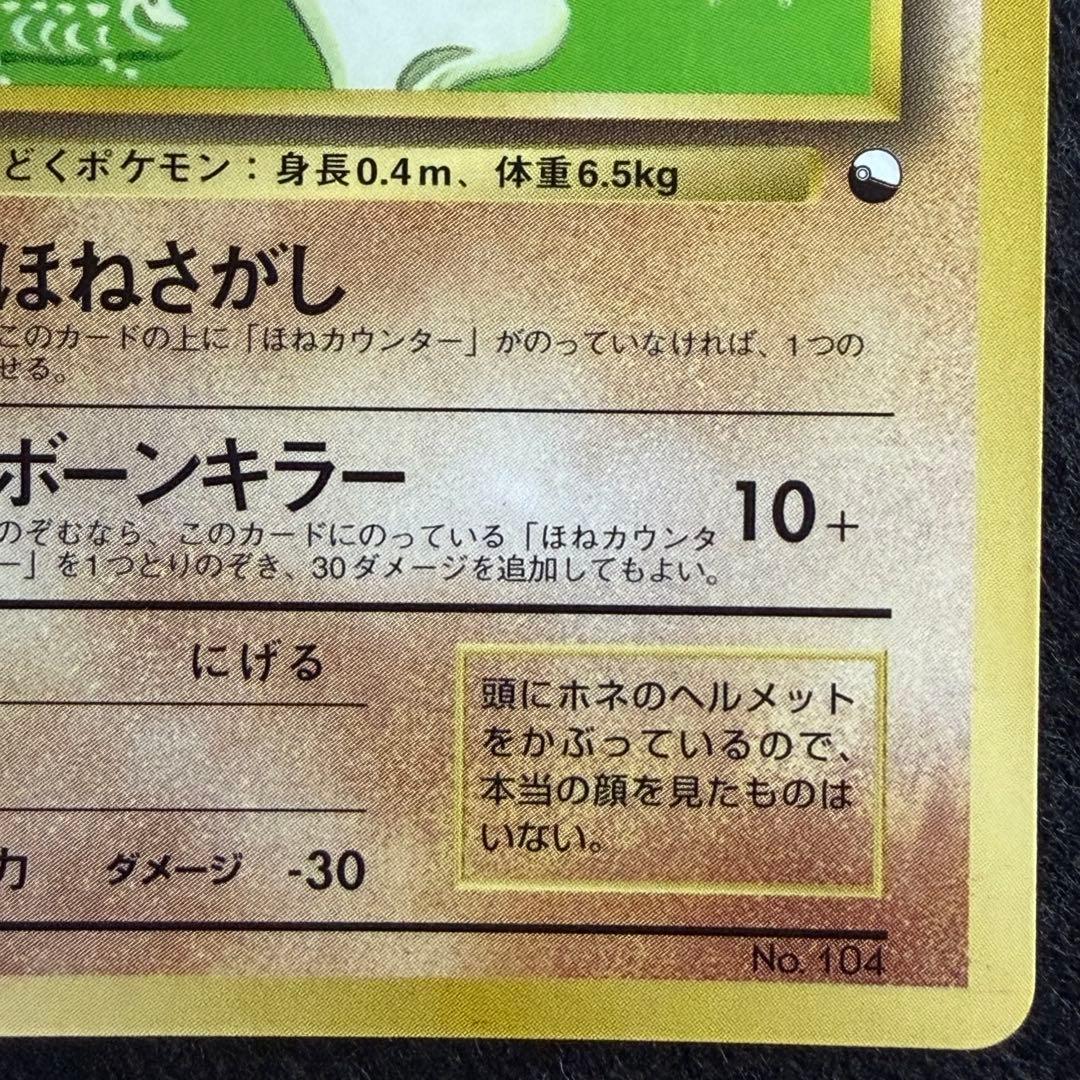 どくポケモン：身長0.4m、体重6.5kg
ほねさがし
このカードの上に「ほねカウンター」がのっていなければ、1つの
せる。
ボーンキラー
10+
のぞむなら、このカードにのっている「ほねカウンタ
ー」を1つとりのぞき、30ダメージを追加してもよい。
にげる
頭にホネのヘルメット
をかぶっているので、
本当の顔を見たものは
いない。
力 ダメージ -30
No. 104